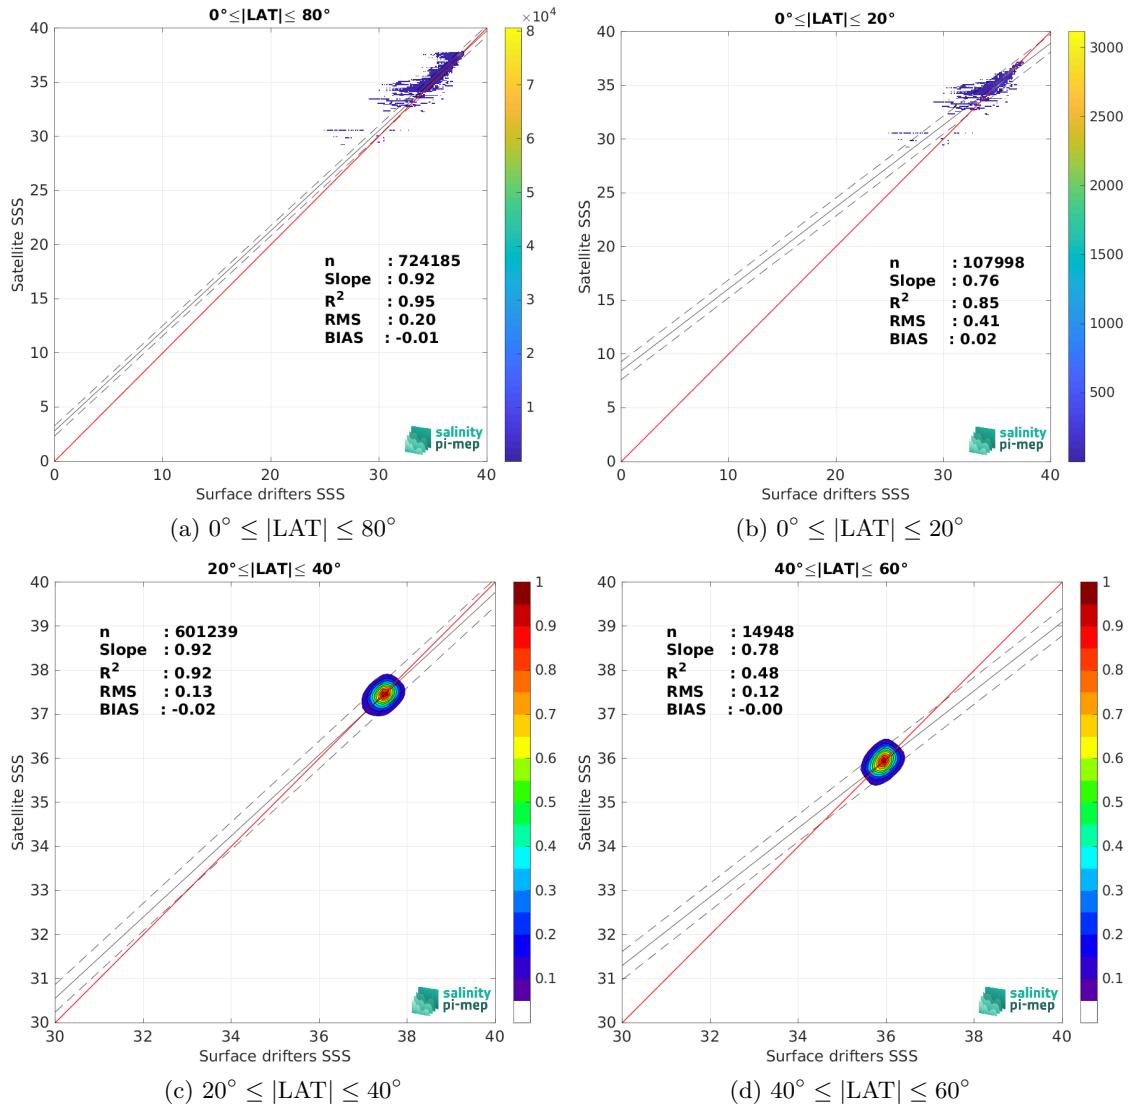 0°≤|LAT|≤ 80°
×10⁴
Satellite SSS
40
35
30
25
20
15
10
5
0
0
10
20
30
40
Surface drifters SSS
n : 724185
Slope : 0.92
R² : 0.95
RMS : 0.20
BIAS : -0.01
salinity
pi-mep
8
7
6
5
4
3
2
1
(a) 0° ≤ |LAT| ≤ 80°
0°≤|LAT|≤ 20°
Satellite SSS
40
35
30
25
20
15
10
5
0
0
10
20
30
40
Surface drifters SSS
n : 107998
Slope : 0.76
R² : 0.85
RMS : 0.41
BIAS : 0.02
salinity
pi-mep
3000
2500
2000
1500
1000
500
(b) 0° ≤ |LAT| ≤ 20°
20°≤|LAT|≤ 40°
Satellite SSS
40
39
38
37
36
35
34
33
32
31
30
30
32
34
36
38
40
Surface drifters SSS
n : 601239
Slope : 0.92
R² : 0.92
RMS : 0.13
BIAS : -0.02
salinity
pi-mep
1
0.9
0.8
0.7
0.6
0.5
0.4
0.3
0.2
0.1
(c) 20° ≤ |LAT| ≤ 40°
40°≤|LAT|≤ 60°
Satellite SSS
40
39
38
37
36
35
34
33
32
31
30
30
32
34
36
38
40
Surface drifters SSS
n : 14948
Slope : 0.78
R² : 0.48
RMS : 0.12
BIAS : -0.00
salinity
pi-mep
1
0.9
0.8
0.7
0.6
0.5
0.4
0.3
0.2
0.1
(d) 40° ≤ |LAT| ≤ 60°